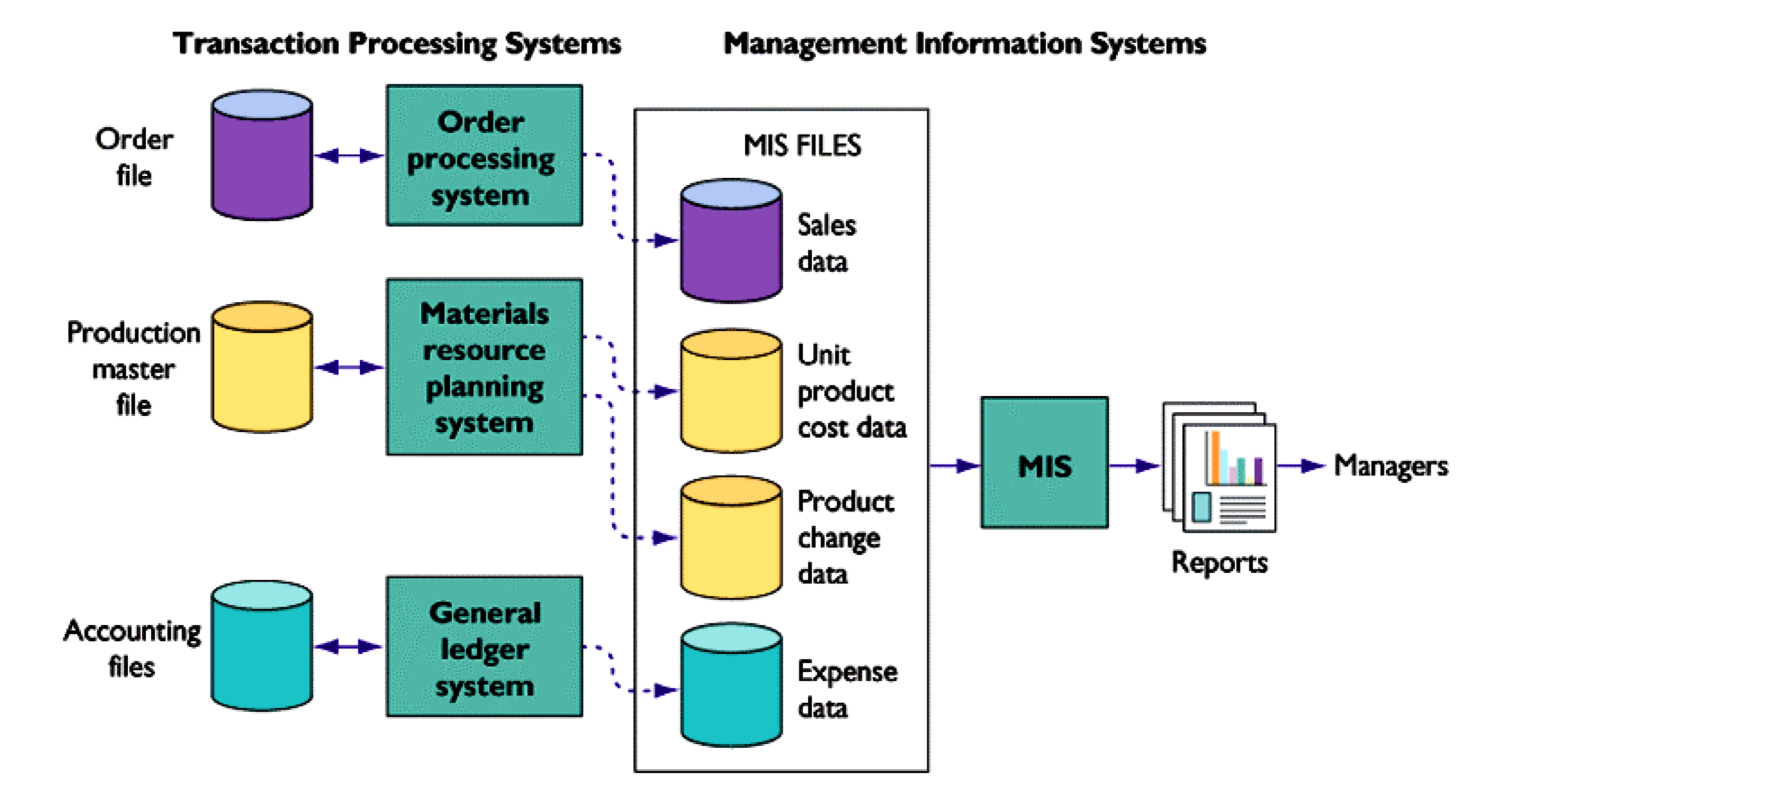 Transaction Processing Systems
Management Information Systems
Order
file
Order
processing
system
Production
master
file
Materials
resource
planning
system
Accounting
files
General
ledger
system
MIS FILES
Sales
data
Unit
product
cost data
Product
change
data
Expense
data
MIS
Reports
Managers